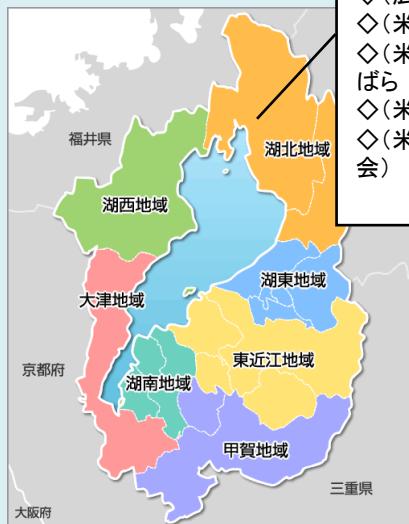 ◇(米
◇(米
ばら
◇(米
◇(米
会)
福井県
湖北地域
湖西地域
湖東地域
大津地域
東近江地域
京都府
湖南地域
甲賀地域
三重県
大阪府